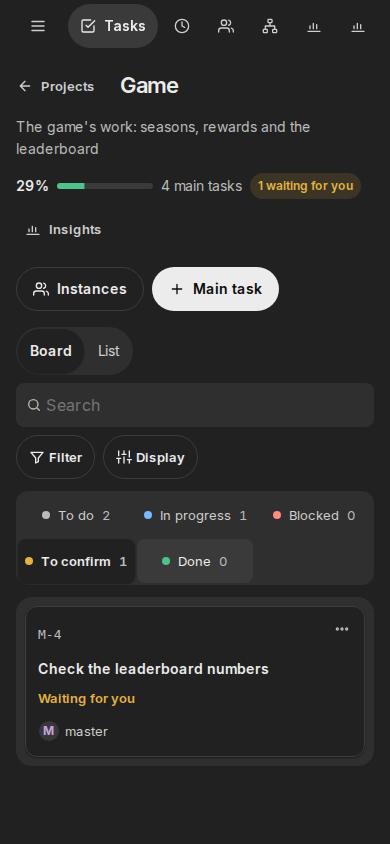 Tasks
Projects
Game
The game's work: seasons, rewards and the
leaderboard
29% 4 main tasks 1 waiting for you
Insights
Instances
Main task
Board List
Search
Filter Display
To do 2 In progress 1 Blocked 0
To confirm 1 Done 0
M-4
Check the leaderboard numbers
Waiting for you
M master